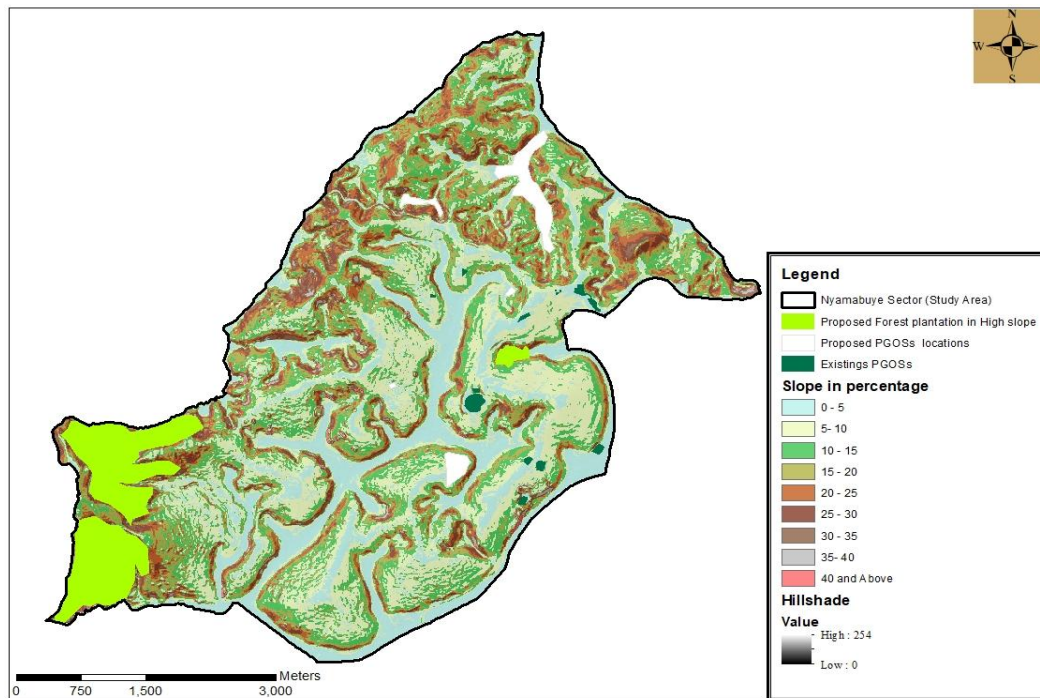 N
W E
S
Legend
Nyamabuye Sector (Study Area)
Proposed Forest plantation in High slope
Proposed PGOSs locations
Existings PGOSs
Slope in percentage
0 - 5
5- 10
10 - 15
15 - 20
20 - 25
25 - 30
30 - 35
35- 40
40 and Above
Hillshade
Value
High : 254
Low : 0
Meters
0 750 1,500 3,000